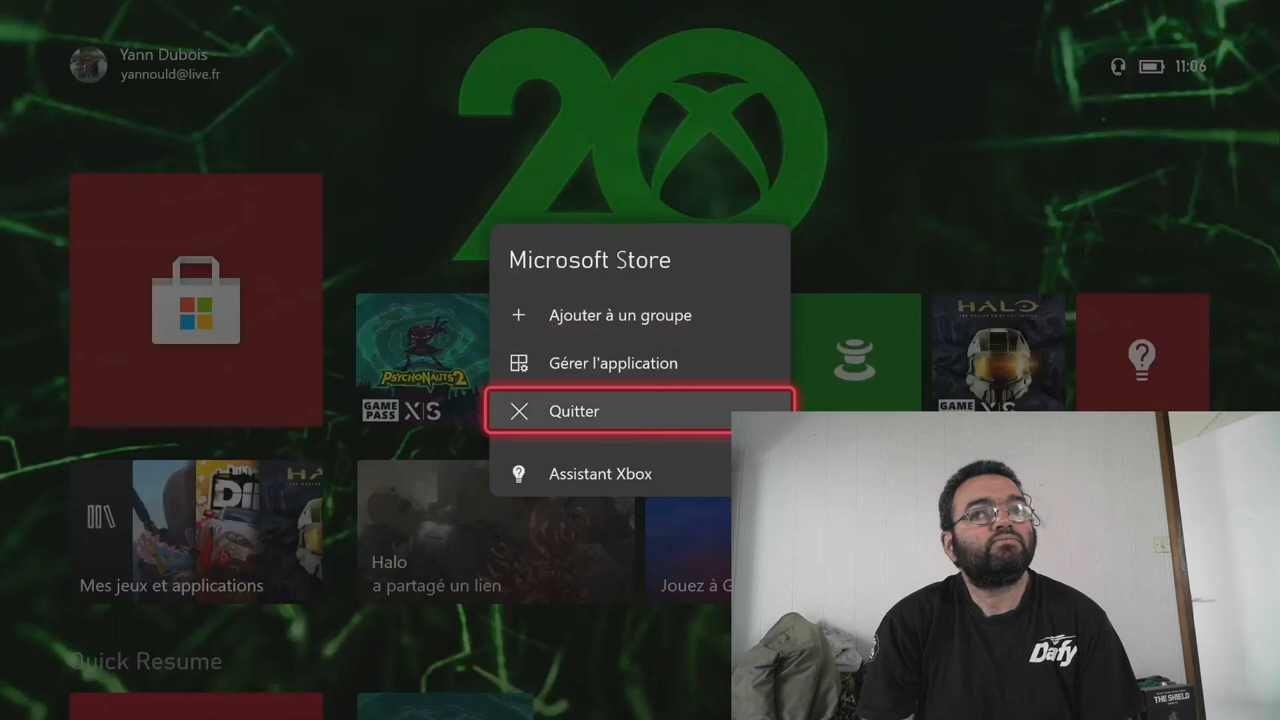 Yann Dubois
yannould@live.fr
11:06
20
Microsoft Store
Ajouter à un groupe
Gérer l'application
Quitter
Assistant Xbox
PSYCHONAUTS 2
GAME PASS X|S
HALO
GAME
Mes jeux et applications
Halo
a partagé un lien
Jouez à G
Quick Resume
Dafy
THE SHIELD